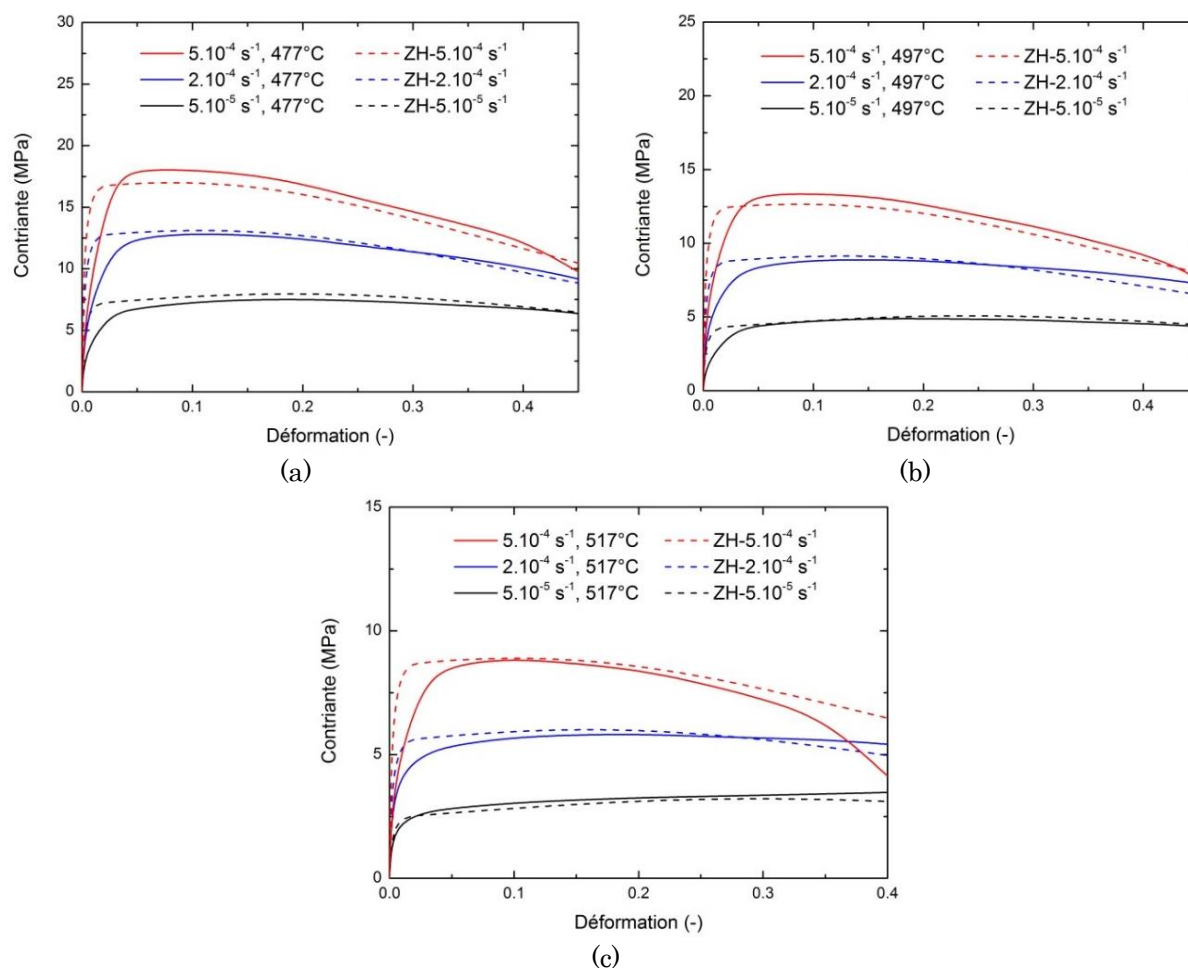 30
25
20
15
10
5
0
Contriante (MPa)
5.10⁻⁴ s⁻¹, 477°C ZH-5.10⁻⁴ s⁻¹
2.10⁻⁴ s⁻¹, 477°C ZH-2.10⁻⁴ s⁻¹
5.10⁻⁵ s⁻¹, 477°C ZH-5.10⁻⁵ s⁻¹
0.0 0.1 0.2 0.3 0.4
Déformation (-)
(a)
25
20
15
10
5
0
Contriante (MPa)
5.10⁻⁴ s⁻¹, 497°C ZH-5.10⁻⁴ s⁻¹
2.10⁻⁴ s⁻¹, 497°C ZH-2.10⁻⁴ s⁻¹
5.10⁻⁵ s⁻¹, 497°C ZH-5.10⁻⁵ s⁻¹
0.0 0.1 0.2 0.3 0.4
Déformation (-)
(b)
15
10
5
0
Contriante (MPa)
5.10⁻⁴ s⁻¹, 517°C ZH-5.10⁻⁴ s⁻¹
2.10⁻⁴ s⁻¹, 517°C ZH-2.10⁻⁴ s⁻¹
5.10⁻⁵ s⁻¹, 517°C ZH-5.10⁻⁵ s⁻¹
0.0 0.1 0.2 0.3 0.4
Déformation (-)
(c)